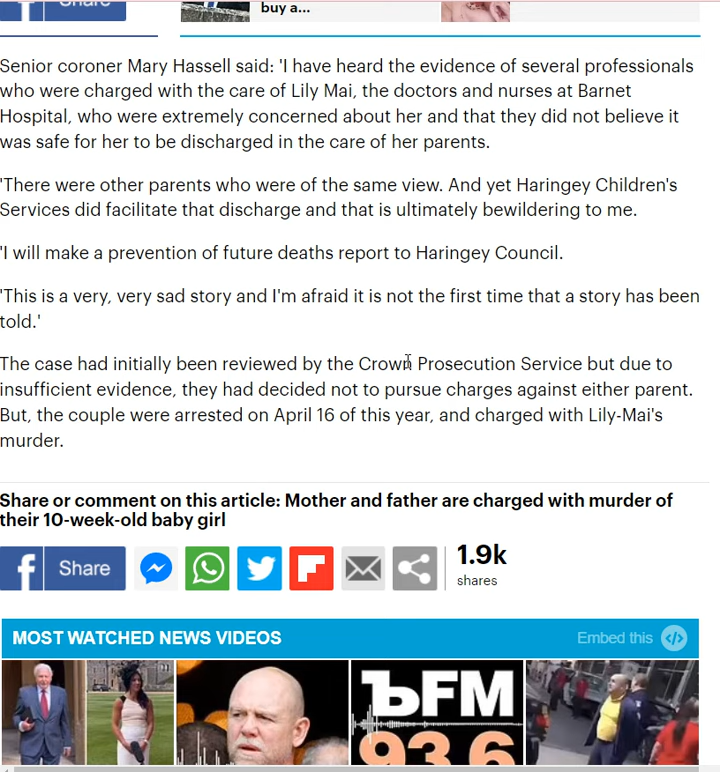 Share
buy a...
Senior coroner Mary Hassell said: 'I have heard the evidence of several professionals
who were charged with the care of Lily Mai, the doctors and nurses at Barnet
Hospital, who were extremely concerned about her and that they did not believe it
was safe for her to be discharged in the care of her parents.
'There were other parents who were of the same view. And yet Haringey Children's
Services did facilitate that discharge and that is ultimately bewildering to me.
'I will make a prevention of future deaths report to Haringey Council.
'This is a very, very sad story and I'm afraid it is not the first time that a story has been
told.'
The case had initially been reviewed by the Crown Prosecution Service but due to
insufficient evidence, they had decided not to pursue charges against either parent.
But, the couple were arrested on April 16 of this year, and charged with Lily-Mai's
murder.
Share or comment on this article: Mother and father are charged with murder of
their 10-week-old baby girl
f Share
1.9k
shares
MOST WATCHED NEWS VIDEOS
Embed this </>
ЪFM
93.6